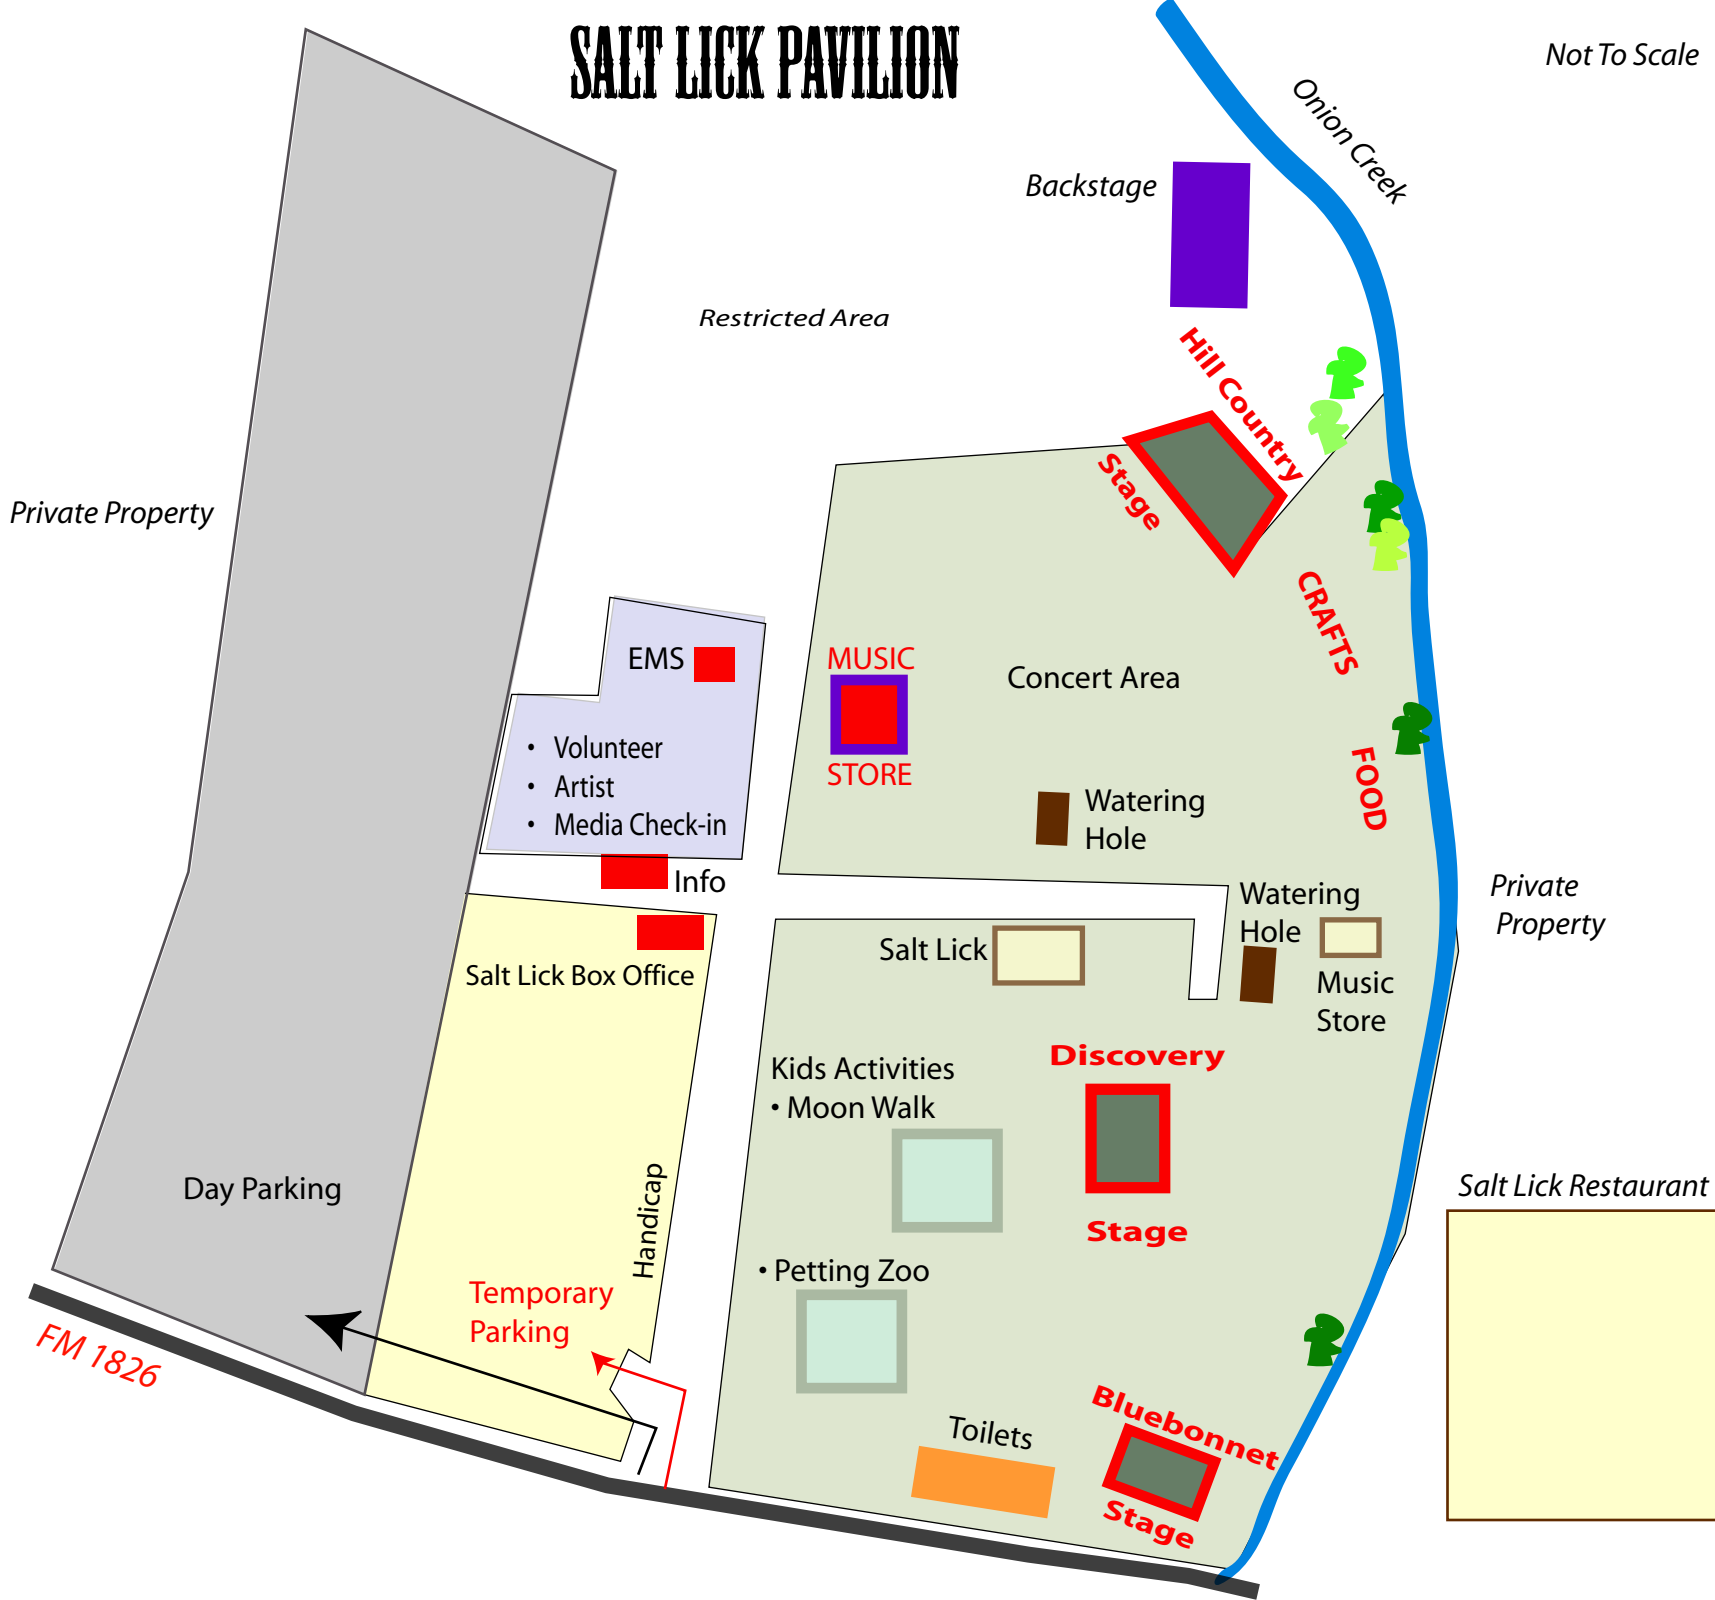 SALT LICK PAVILION
Not To Scale
Onion Creek
Backstage
Restricted Area
Hill Country
Stage
Private Property
CRAFTS
EMS
MUSIC
STORE
Concert Area
• Volunteer
• Artist
• Media Check-in
FOOD
Watering
Hole
Info
Watering
Hole
Private
Property
Salt Lick
Salt Lick Box Office
Music
Store
Discovery
Stage
Kids Activities
• Moon Walk
Day Parking
Handicap
Salt Lick Restaurant
• Petting Zoo
Temporary
Parking
FM 1826
Toilets
Bluebonnet
Stage